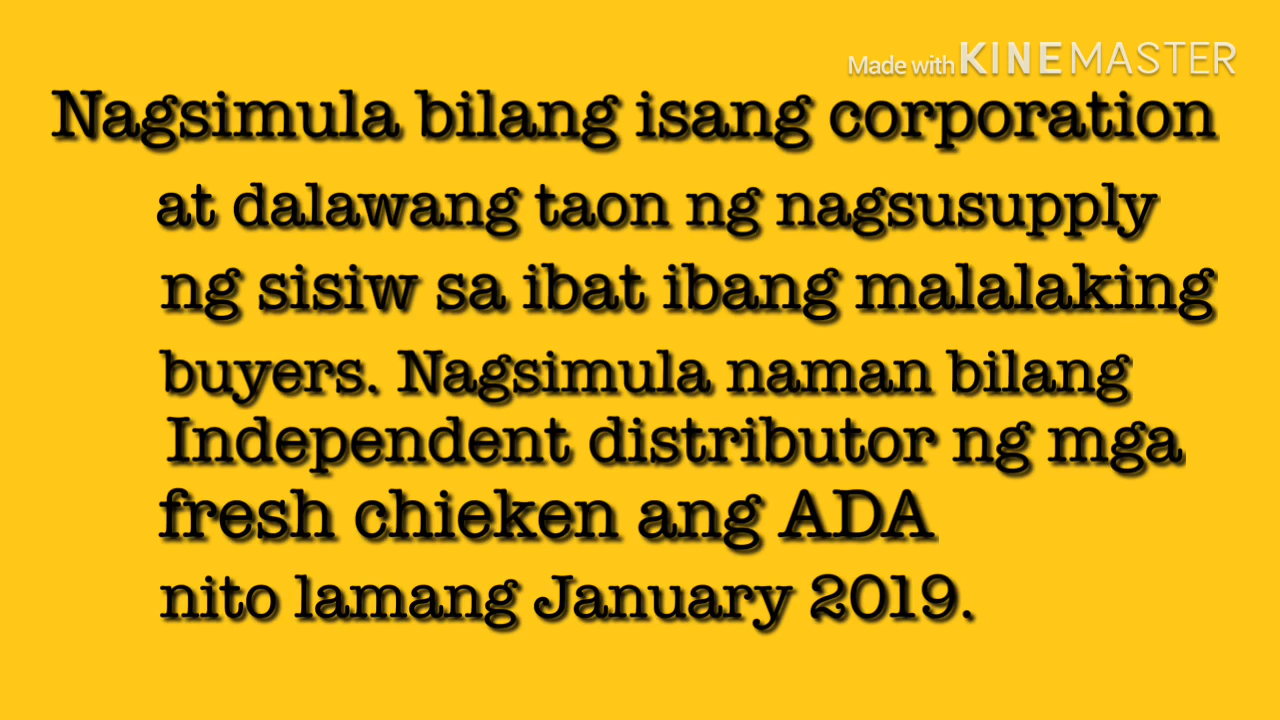 Made with KINEMASTER
Nagsimula bilang isang corporation
at dalawang taon ng nagsusupply
ng sisiw sa ibat ibang malalaking
buyers. Nagsimula naman bilang
Independent distributor ng mga
fresh chieken ang ADA
nito lamang January 2019.